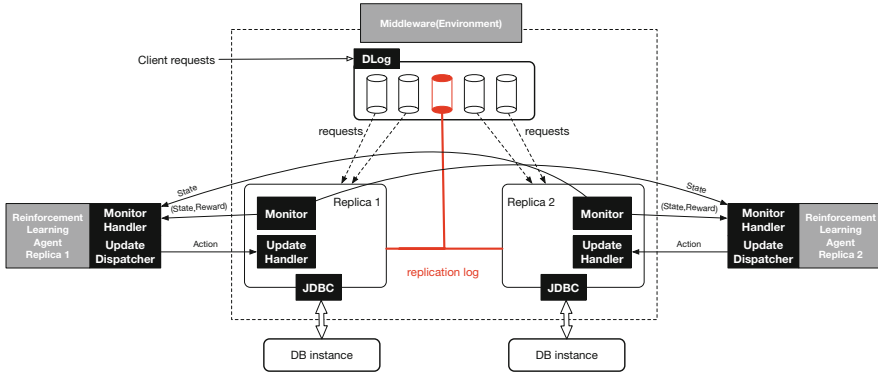 Middleware(Environment)
Client requests
DLog
requests
requests
State
State
Replica 1
Replica 2
Reinforcement
Learning
Agent
Replica 1
Monitor
Handler
Update
Dispatcher
(State,Reward)
Action
Monitor
Update
Handler
JDBC
replication log
Monitor
Update
Handler
JDBC
(State,Reward)
Action
Monitor
Handler
Update
Dispatcher
Reinforcement
Learning
Agent
Replica 2
DB instance
DB instance